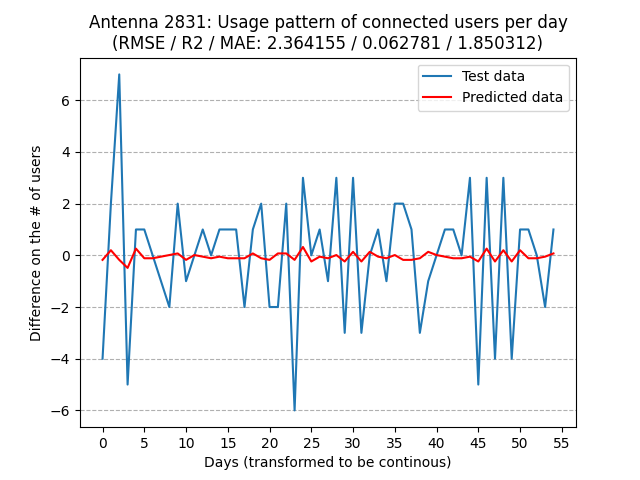 Antenna 2831: Usage pattern of connected users per day
(RMSE / R2 / MAE: 2.364155 / 0.062781 / 1.850312)
Test data
Predicted data
Difference on the # of users
6
4
2
0
−2
−4
−6
0 5 10 15 20 25 30 35 40 45 50 55
Days (transformed to be continous)